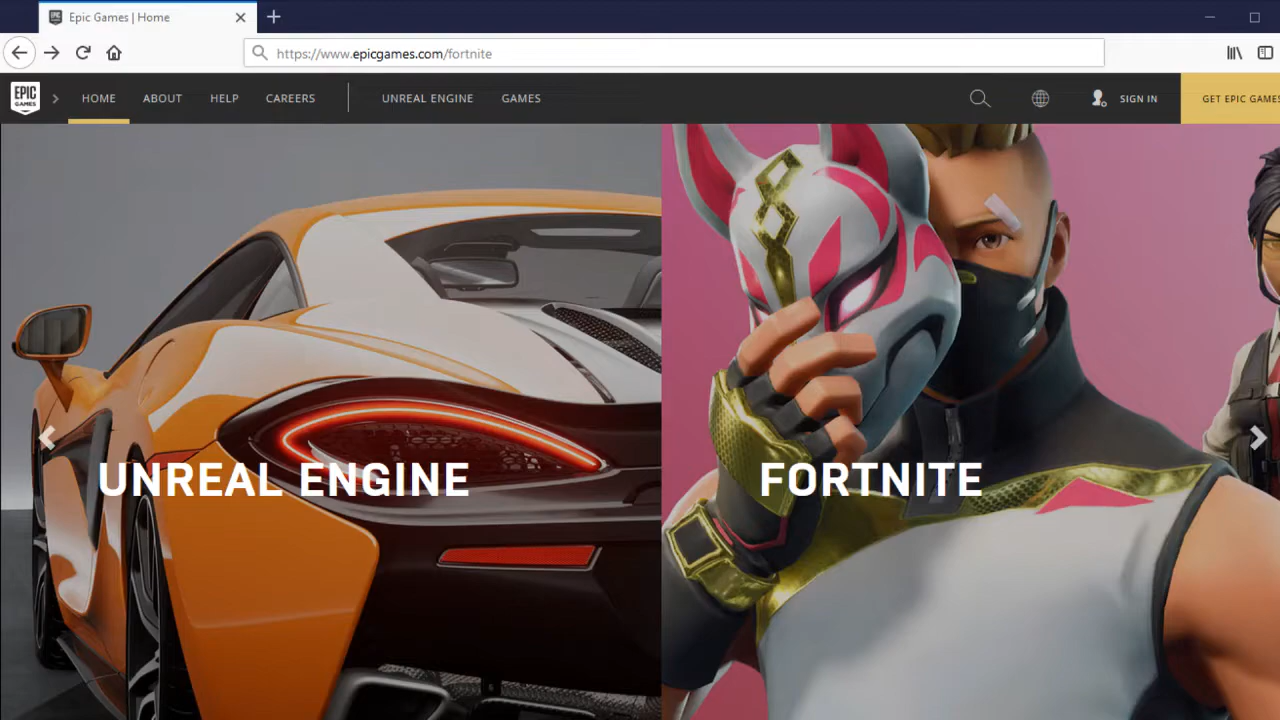 Epic Games | Home
https://www.epicgames.com/fortnite
EPIC GAMES
HOME ABOUT HELP CAREERS UNREAL ENGINE GAMES SIGN IN GET EPIC GAMES
UNREAL ENGINE
FORTNITE